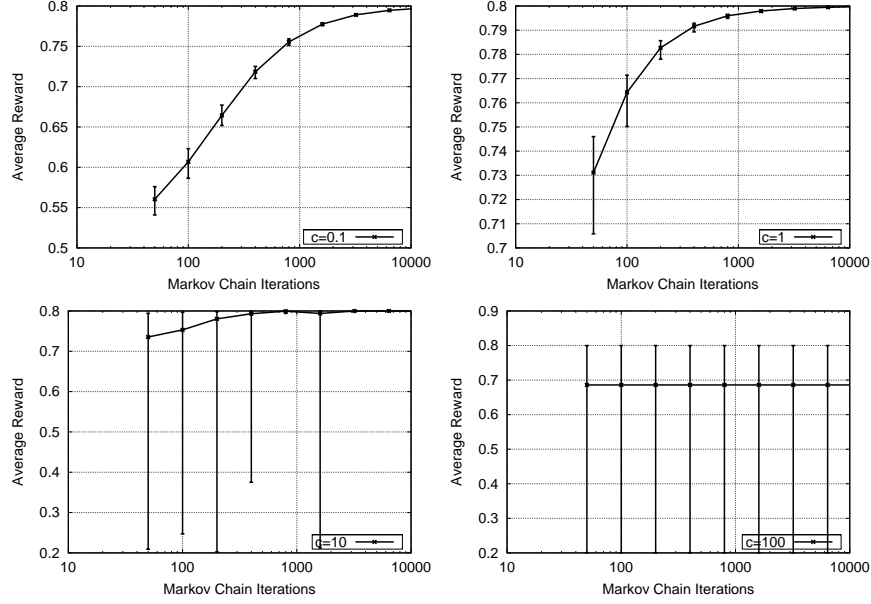 0.8
0.75
0.7
0.65
0.6
0.55
0.5
10 100 1000 10000
Average Reward
Markov Chain Iterations
c=0.1
0.8
0.79
0.78
0.77
0.76
0.75
0.74
0.73
0.72
0.71
0.7
10 100 1000 10000
Average Reward
Markov Chain Iterations
c=1
0.8
0.7
0.6
0.5
0.4
0.3
0.2
10 100 1000 10000
Average Reward
Markov Chain Iterations
c=10
0.9
0.8
0.7
0.6
0.5
0.4
0.3
0.2
10 100 1000 10000
Average Reward
Markov Chain Iterations
c=100